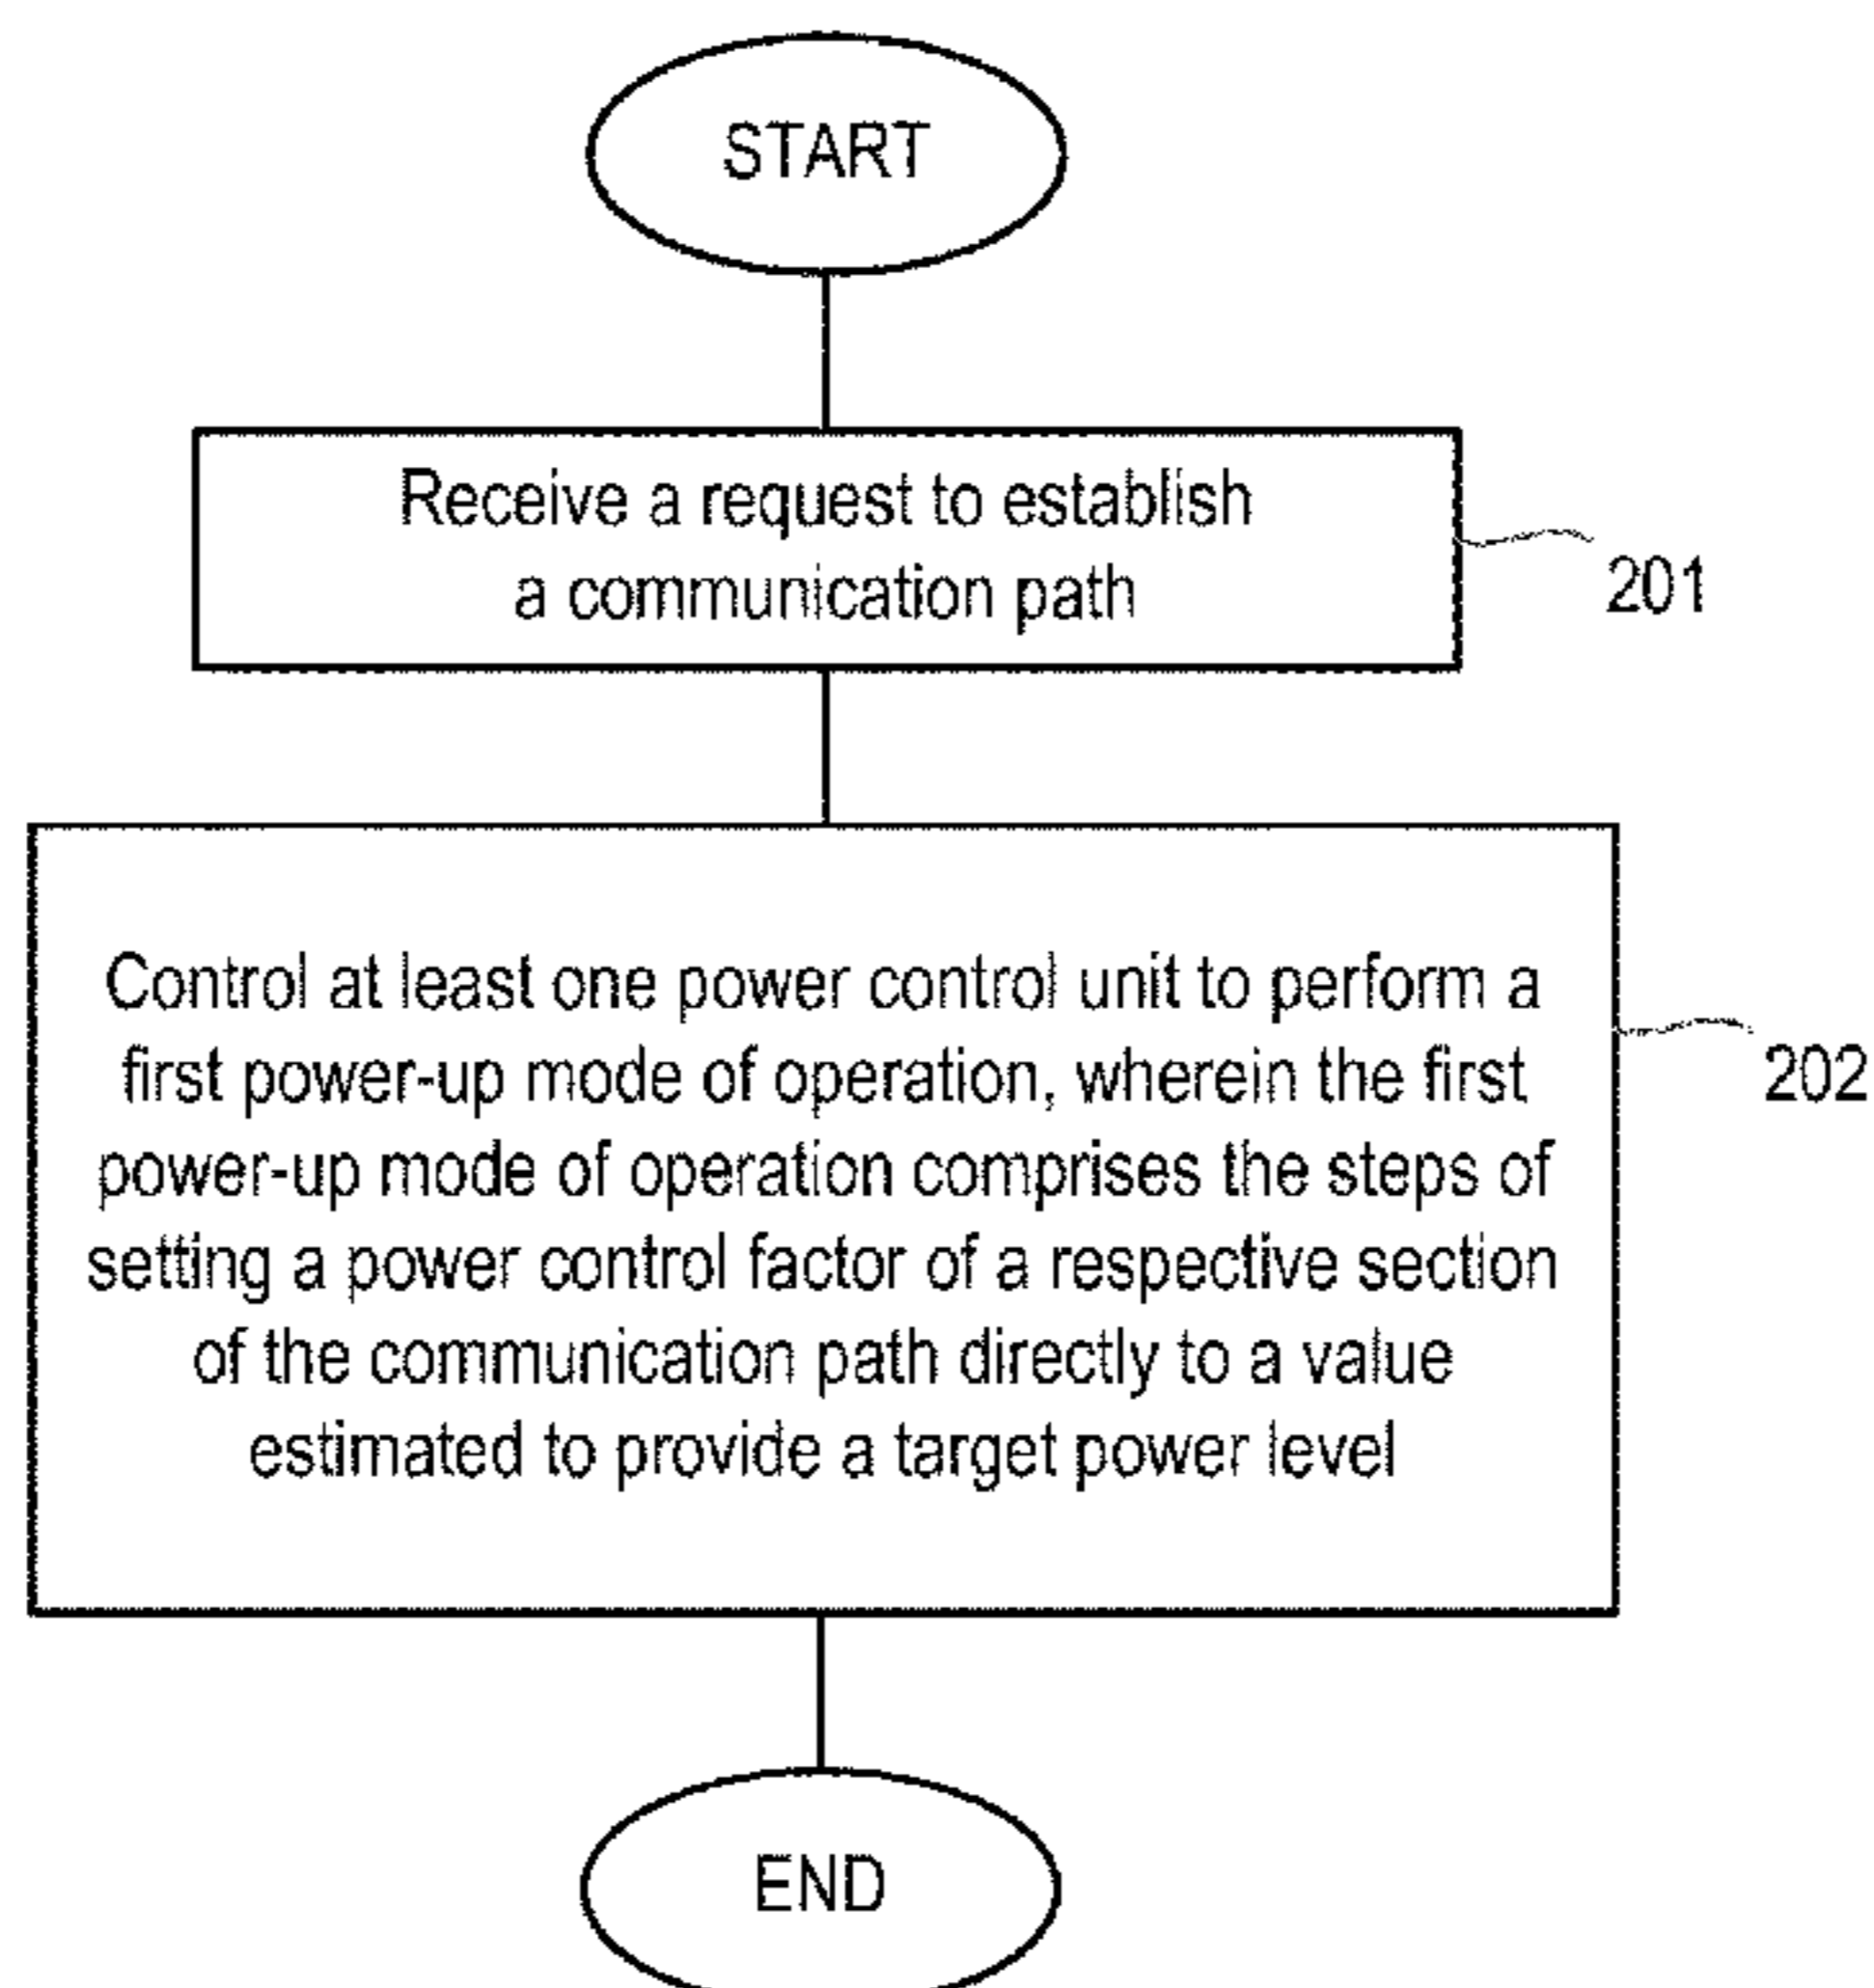 START
Receive a request to establish
a communication path
201
Control at least one power control unit to perform a
first power-up mode of operation, wherein the first
power-up mode of operation comprises the steps of
setting a power control factor of a respective section
of the communication path directly to a value
estimated to provide a target power level
202
END